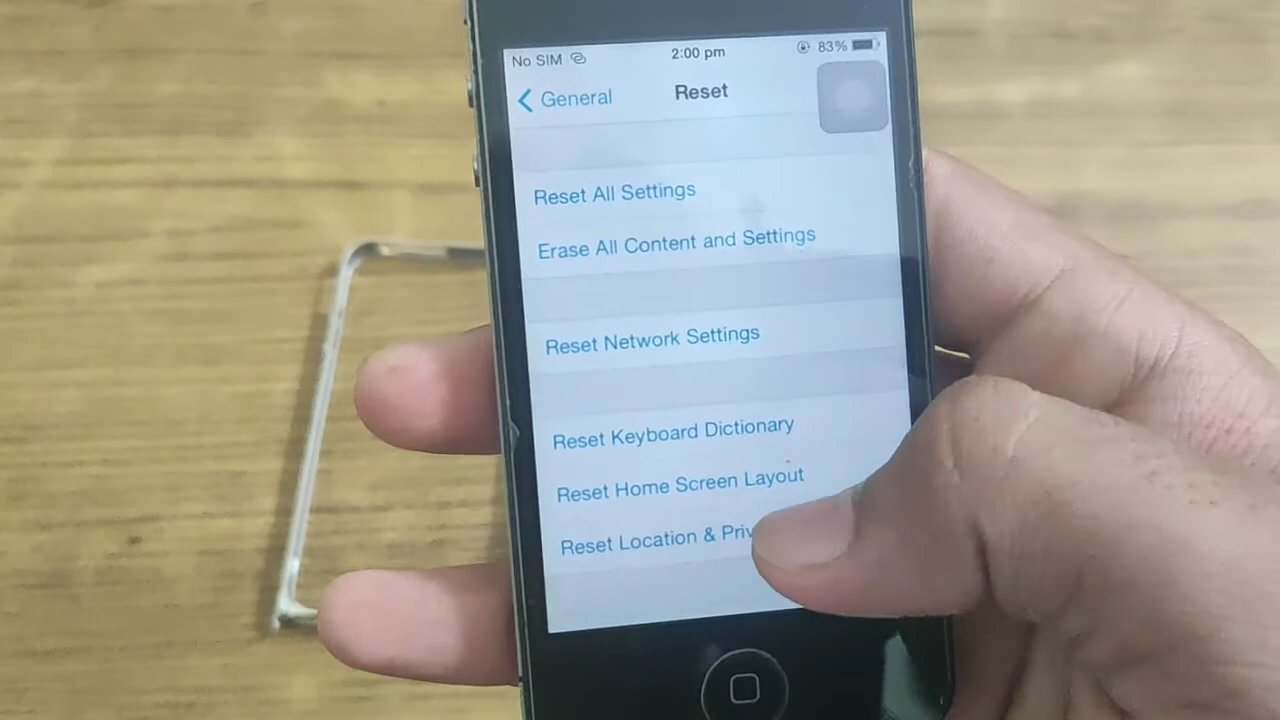 No SIM 2:00 pm 83%
General Reset
Reset All Settings
Erase All Content and Settings
Reset Network Settings
Reset Keyboard Dictionary
Reset Home Screen Layout
Reset Location &